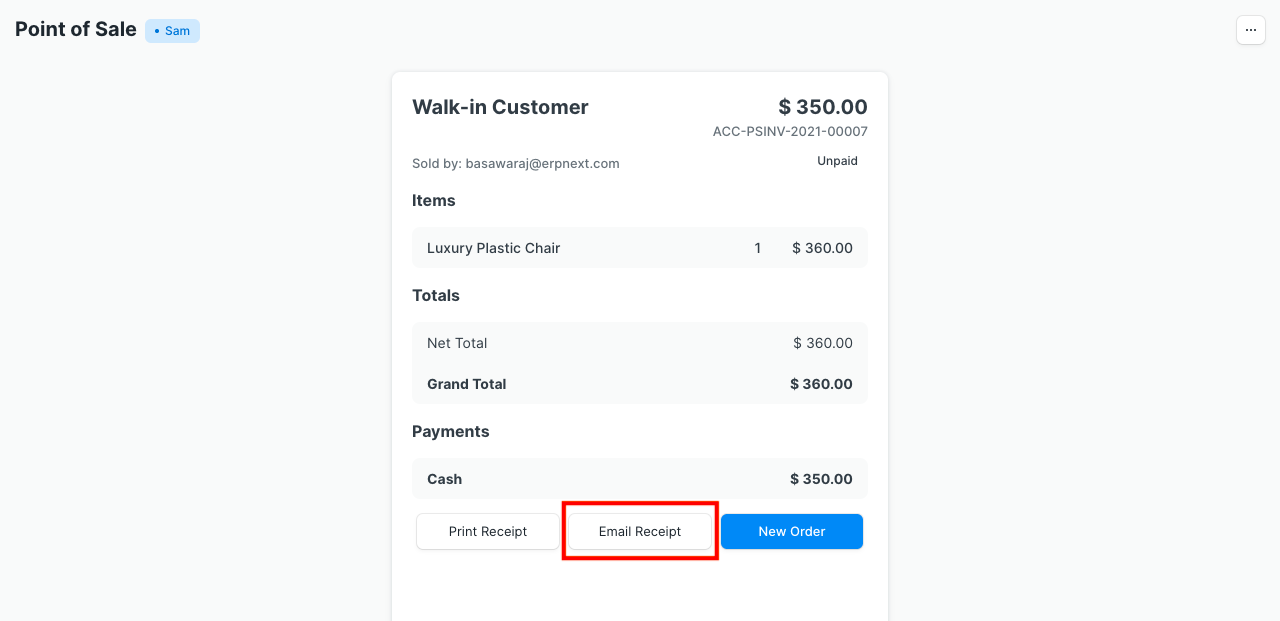 Point of Sale • Sam ...
Walk-in Customer $ 350.00
ACC-PSINV-2021-00007
Sold by: basawaraj@erpnext.com Unpaid
Items
Luxury Plastic Chair 1 $ 360.00
Totals
Net Total $ 360.00
Grand Total $ 360.00
Payments
Cash $ 350.00
Print Receipt Email Receipt New Order